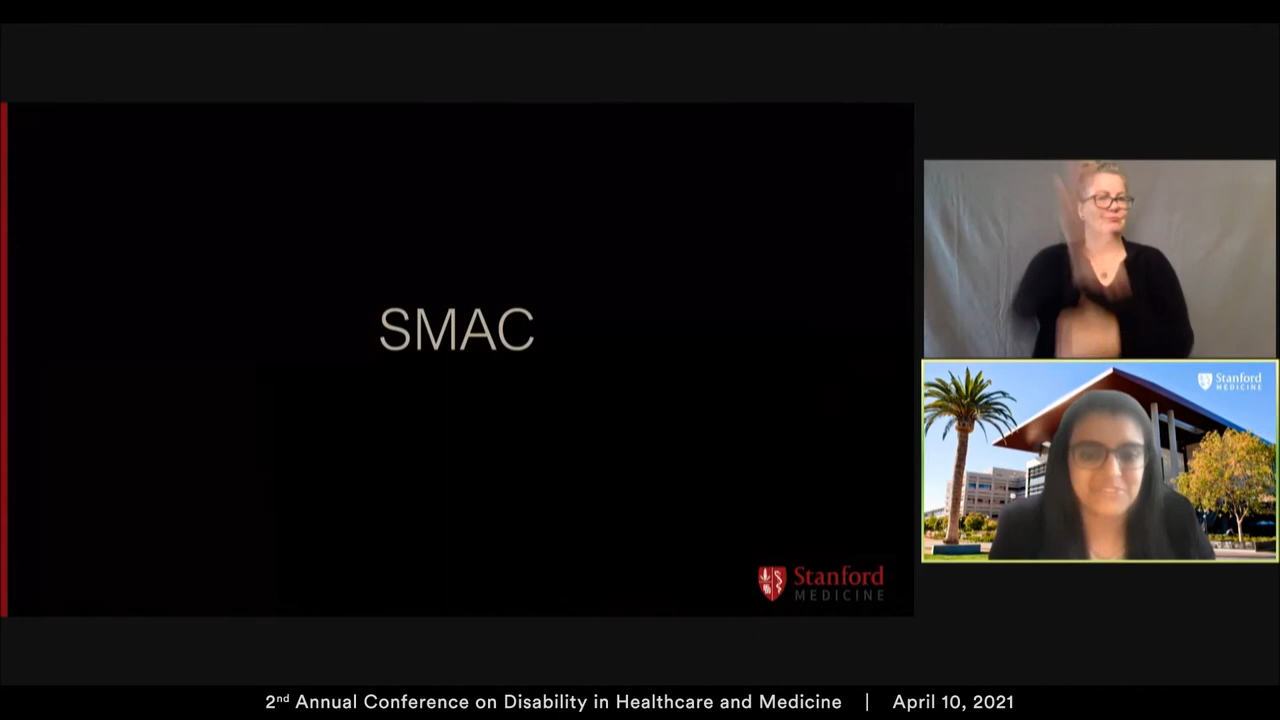 SMAC
Stanford
MEDICINE
Stanford
MEDICINE
2nd Annual Conference on Disability in Healthcare and Medicine | April 10, 2021